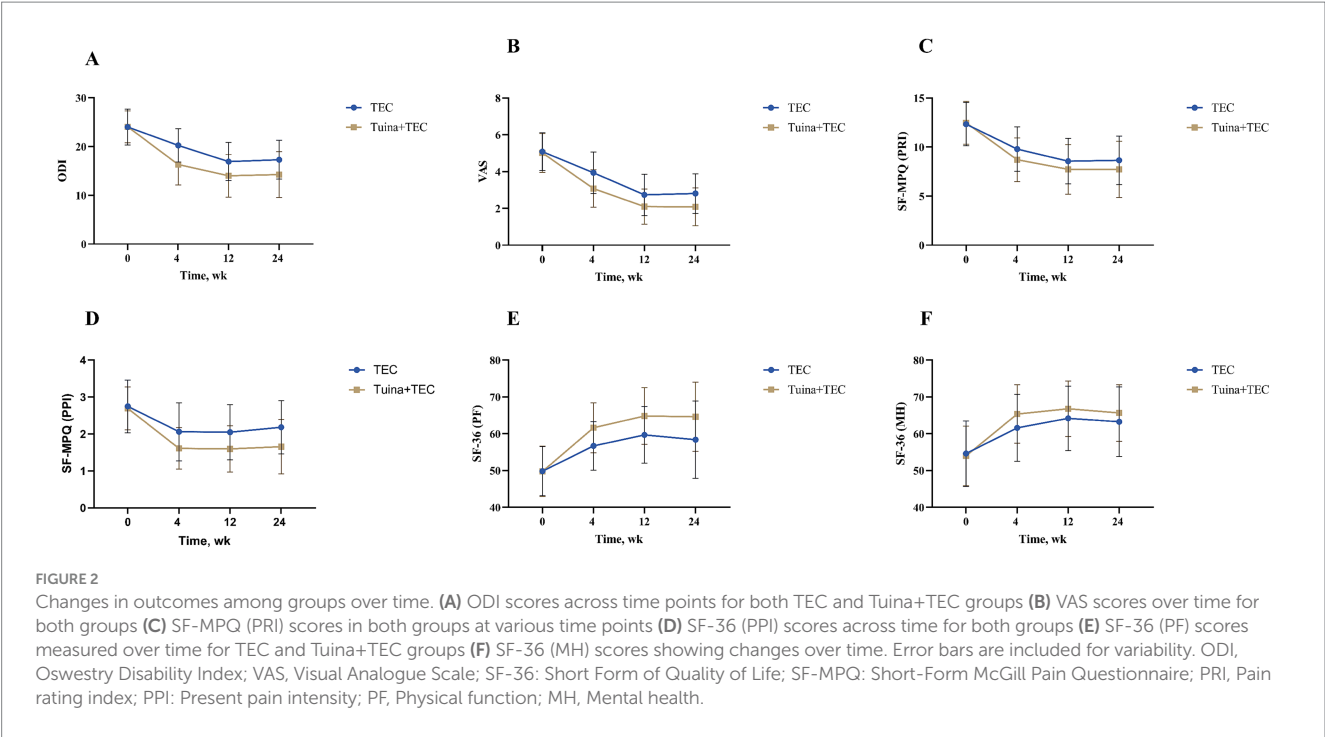 A
30
20
10
0
ODI
0 4 12 24
Time, wk
TEC
Tuina+TEC
B
8
6
4
2
0
VAS
0 4 12 24
Time, wk
TEC
Tuina+TEC
C
15
10
5
0
SF-MPQ (PRI)
0 4 12 24
Time, wk
TEC
Tuina+TEC
D
4
3
2
1
0
SF-MPQ (PPI)
0 4 12 24
Time, wk
TEC
Tuina+TEC
E
80
70
60
50
40
SF-36 (PF)
0 4 12 24
Time, wk
TEC
Tuina+TEC
F
80
70
60
50
40
SF-36 (MH)
0 4 12 24
Time, wk
TEC
Tuina+TEC
FIGURE 2
Changes in outcomes among groups over time. (A) ODI scores across time points for both TEC and Tuina+TEC groups (B) VAS scores over time for
both groups (C) SF-MPQ (PRI) scores in both groups at various time points (D) SF-36 (PPI) scores across time for both groups (E) SF-36 (PF) scores
measured over time for TEC and Tuina+TEC groups (F) SF-36 (MH) scores showing changes over time. Error bars are included for variability. ODI,
Oswestry Disability Index; VAS, Visual Analogue Scale; SF-36: Short Form of Quality of Life; SF-MPQ: Short-Form McGill Pain Questionnaire; PRI, Pain
rating index; PPI: Present pain intensity; PF, Physical function; MH, Mental health.